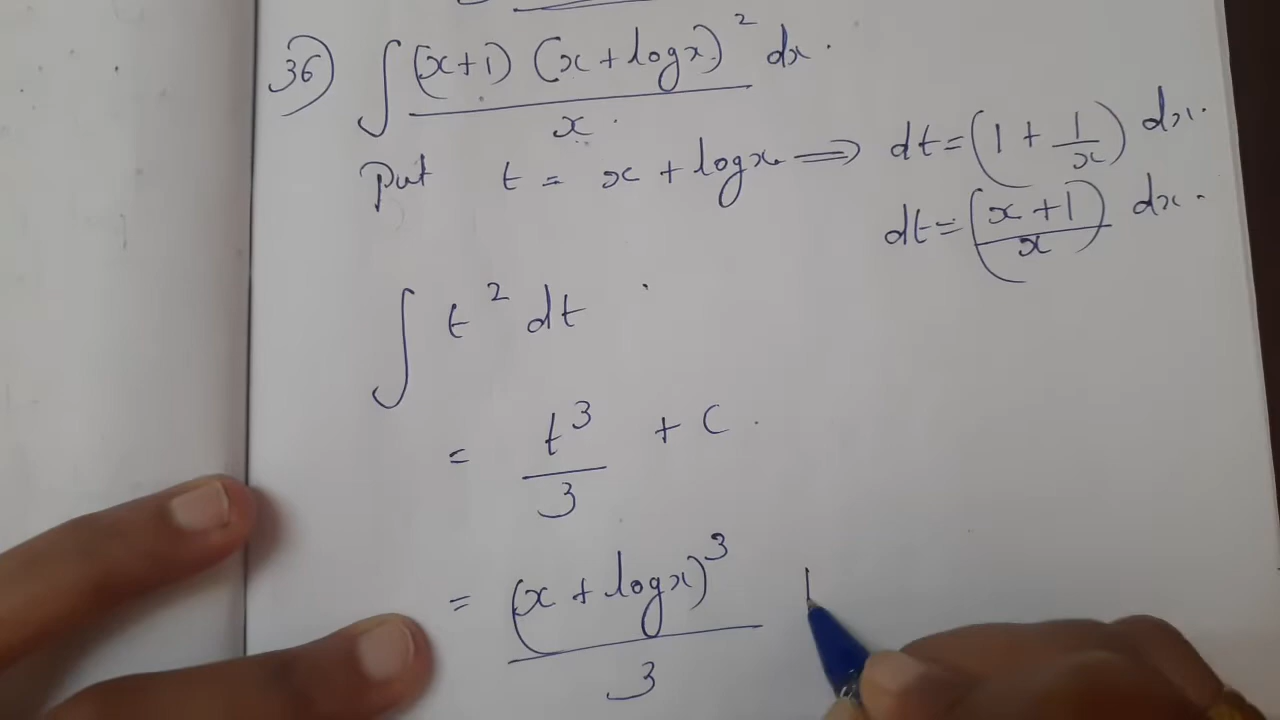 36) ∫ (x+1) (x + log x)² dx.
x
Put t = x + log x ⟹ dt = (1 + 1/x) dx.
dt = (x+1/x) dx.
∫ t² dt
= t³/3 + C.
= (x + log x)³/3